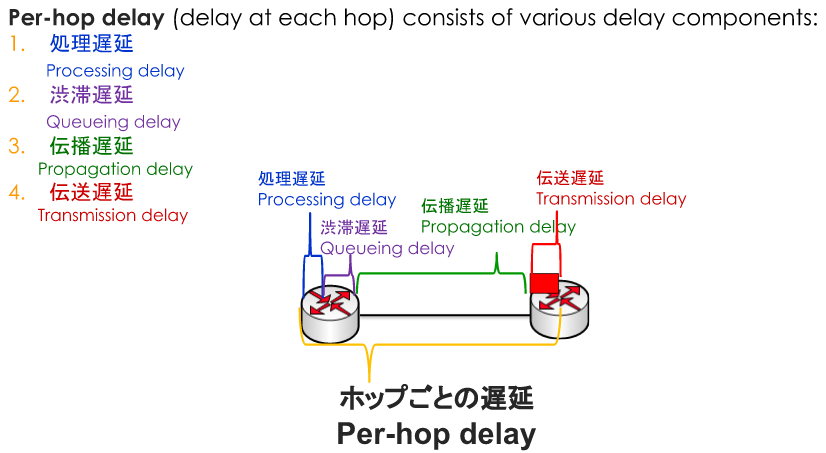 Per-hop delay (delay at each hop) consists of various delay components:
1. 処理遅延
Processing delay
2. 渋滞遅延
Queueing delay
3. 伝播遅延
Propagation delay
4. 伝送遅延
Transmission delay
処理遅延
Processing delay
渋滞遅延
Queueing delay
伝播遅延
Propagation delay
伝送遅延
Transmission delay
ホップごとの遅延
Per-hop delay